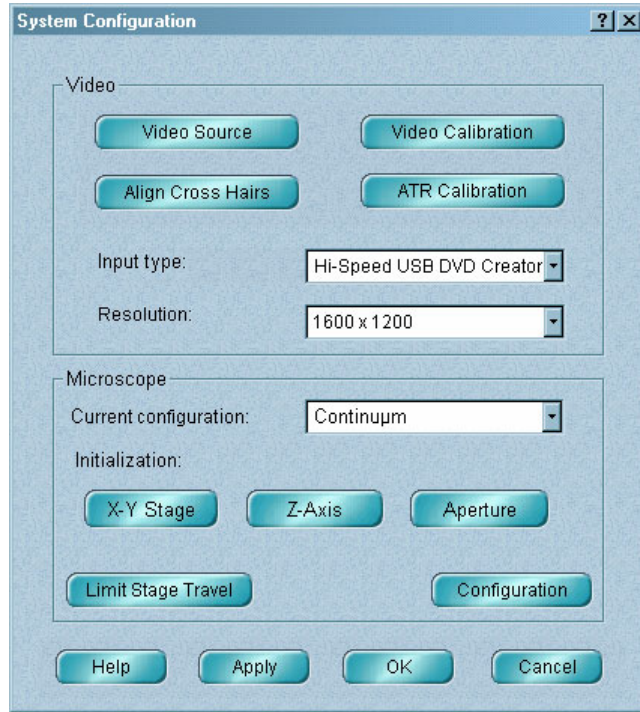 System Configuration
Video
Video Source Video Calibration
Align Cross Hairs ATR Calibration
Input type: Hi-Speed USB DVD Creator
Resolution: 1600 x 1200
Microscope
Current configuration: Continuµm
Initialization:
X-Y Stage Z-Axis Aperture
Limit Stage Travel Configuration
Help Apply OK Cancel